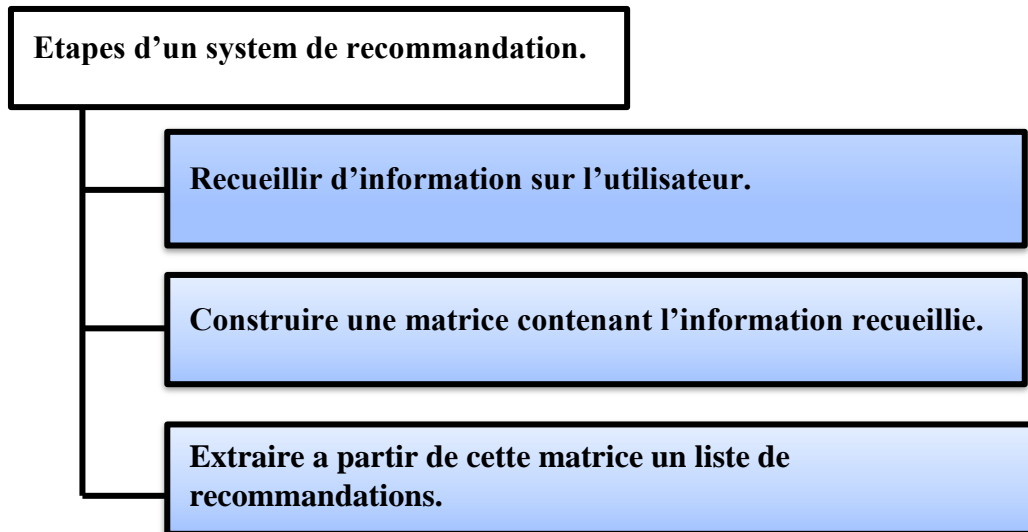 Etapes d’un system de recommandation.
Recueillir d’information sur l’utilisateur.
Construire une matrice contenant l’information recueillie.
Extraire a partir de cette matrice un liste de
recommandations.